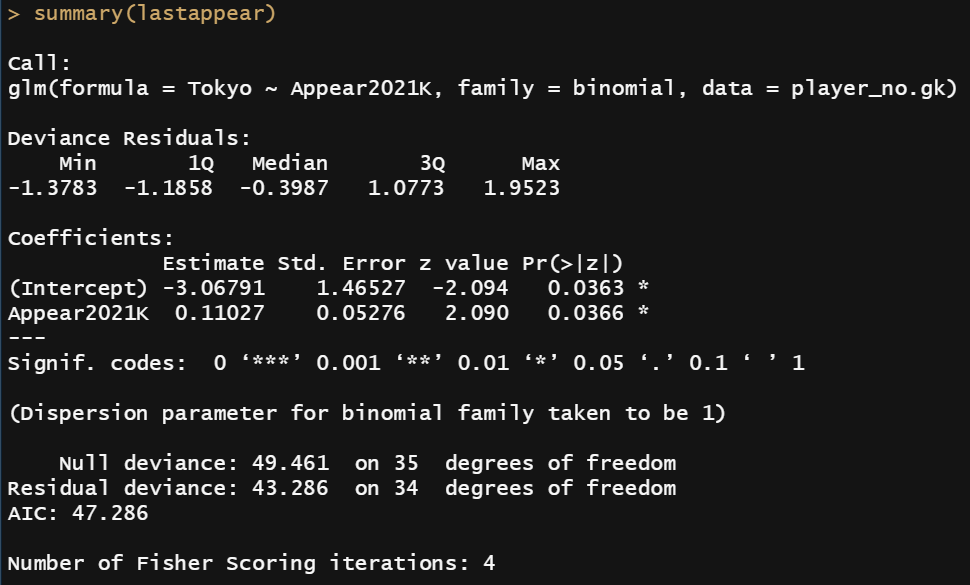 > summary(lastappear)
Call:
glm(formula = Tokyo ~ Appear2021K, family = binomial, data = player_no.gk)
Deviance Residuals:
    Min       1Q   Median       3Q      Max
-1.3783  -1.1858  -0.3987   1.0773   1.9523
Coefficients:
            Estimate Std. Error z value Pr(>|z|)
(Intercept) -3.06791    1.46527  -2.094   0.0363 *
Appear2021K  0.11027    0.05276   2.090   0.0366 *
---
Signif. codes:  0 ‘***’ 0.001 ‘**’ 0.01 ‘*’ 0.05 ‘.’ 0.1 ‘ ’ 1
(Dispersion parameter for binomial family taken to be 1)
    Null deviance: 49.461  on 35  degrees of freedom
Residual deviance: 43.286  on 34  degrees of freedom
AIC: 47.286
Number of Fisher Scoring iterations: 4